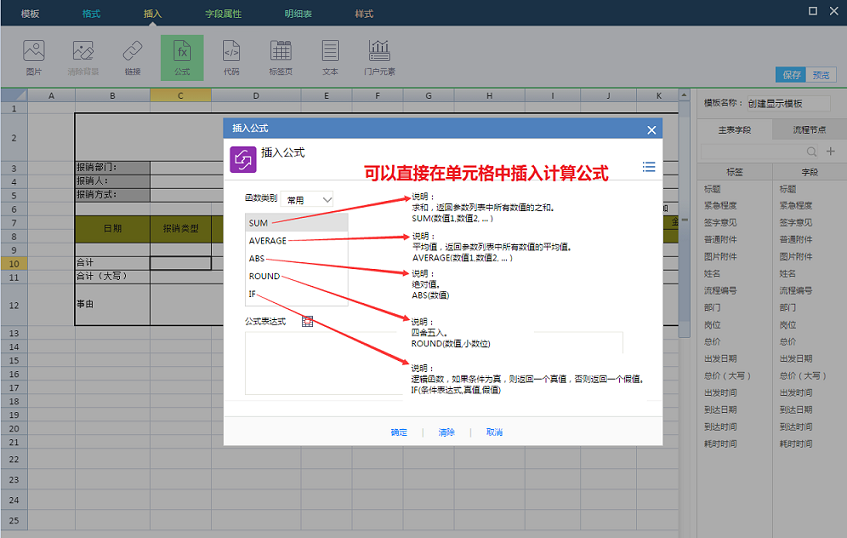 模板 格式 插入 字段属性 明细表 样式
图片 清除背景 链接 公式 代码 标签页 文本 门户元素
保存 预览
A B C D E F G H I J K
模板名称： 创建显示模板
主表字段 流程节点
标签 字段
标题 标题
紧急程度 紧急程度
签字意见 签字意见
普通附件 普通附件
图片附件 图片附件
姓名 姓名
流程编号 流程编号
部门 部门
岗位 岗位
总价 总价
出发日期 出发日期
总价（大写） 总价（大写）
出发时间 出发时间
到达日期 到达日期
到达时间 到达时间
耗时时间 耗时时间
1
2
3 报销部门：
4 报销人：
5 报销方式：
6
7
8
日期 报销类型
9
10 合计
11 合计（大写）
12 事由
13
14
15
16
17
18
19
20
21
22
23
24
25
插入公式
插入公式
可以直接在单元格中插入计算公式
函数类别 常用
SUM
AVERAGE
ABS
ROUND
IF
公式表达式
说明：
求和，返回参数列表中所有数值的之和。
SUM(数值1,数值2, ... )
说明：
平均值，返回参数列表中所有数值的平均值。
AVERAGE(数值1,数值2, ... )
说明：
绝对值。
ABS(数值)
说明：
四舍五入。
ROUND(数值,小数位)
说明：
逻辑函数，如果条件为真，则返回一个真值，否则返回一个假值。
IF(条件表达式,真值,假值)
确定 清除 取消